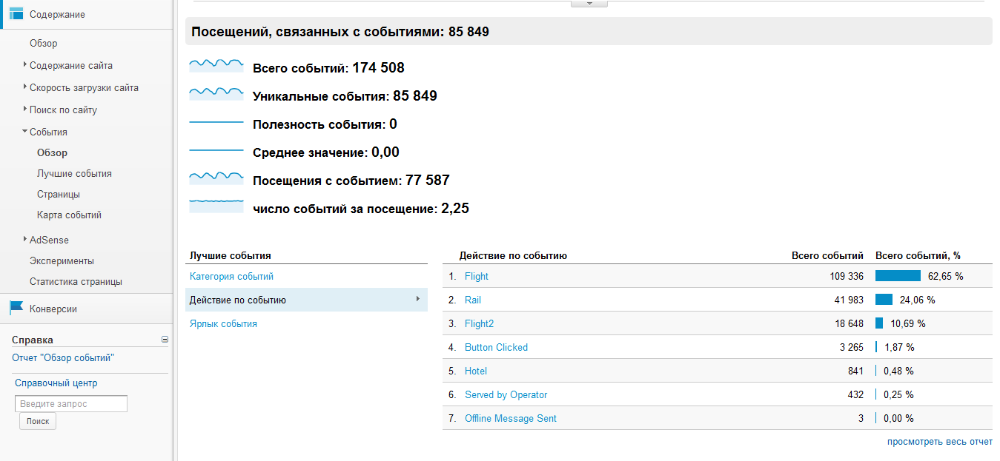 Содержание
Обзор
Содержание сайта
Скорость загрузки сайта
Поиск по сайту
События
Обзор
Лучшие события
Страницы
Карта событий
AdSense
Эксперименты
Статистика страницы
Конверсии
Справка
Отчет "Обзор событий"
Справочный центр
Введите запрос
Поиск
Посещений, связанных с событиями: 85 849
Всего событий: 174 508
Уникальные события: 85 849
Полезность события: 0
Среднее значение: 0,00
Посещения с событием: 77 587
число событий за посещение: 2,25
Лучшие события
Категория событий
Действие по событию
Ярлык события
Действие по событию Всего событий Всего событий, %
1. Flight 109 336 62,65 %
2. Rail 41 983 24,06 %
3. Flight2 18 648 10,69 %
4. Button Clicked 3 265 1,87 %
5. Hotel 841 0,48 %
6. Served by Operator 432 0,25 %
7. Offline Message Sent 3 0,00 %
просмотреть весь отчет